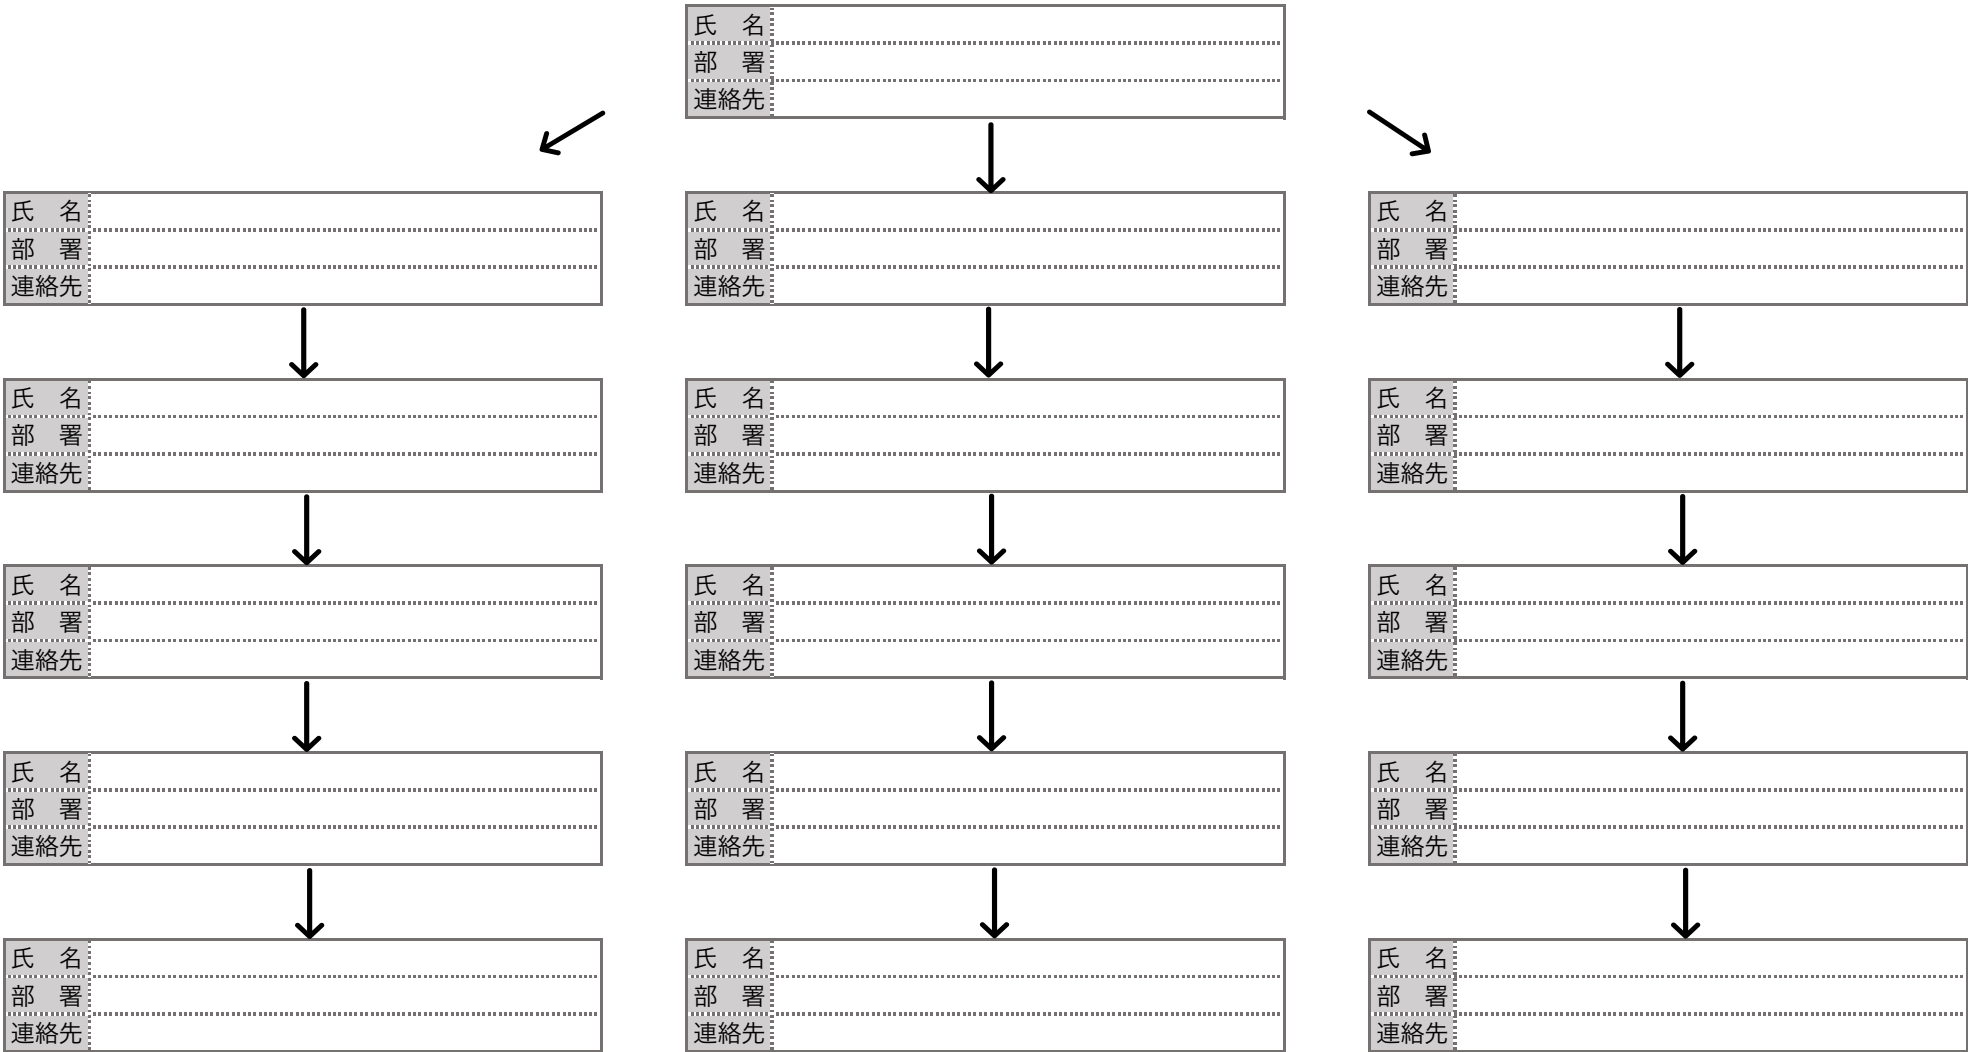 氏　名
部　署
連絡先
氏　名
部　署
連絡先
氏　名
部　署
連絡先
氏　名
部　署
連絡先
氏　名
部　署
連絡先
氏　名
部　署
連絡先
氏　名
部　署
連絡先
氏　名
部　署
連絡先
氏　名
部　署
連絡先
氏　名
部　署
連絡先
氏　名
部　署
連絡先
氏　名
部　署
連絡先
氏　名
部　署
連絡先
氏　名
部　署
連絡先
氏　名
部　署
連絡先
氏　名
部　署
連絡先